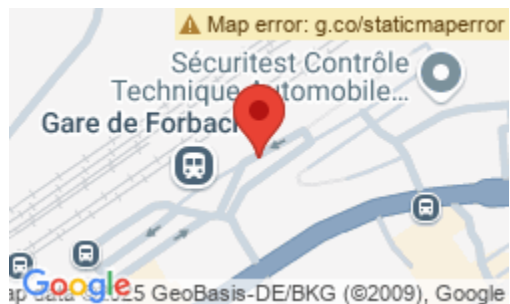 Map error: g.co/staticmaperror
Sécuritest Contrôle
Technique Automobile...
Gare de Forbach
Google
GeoBasis-DE/BKG (©2009), Google